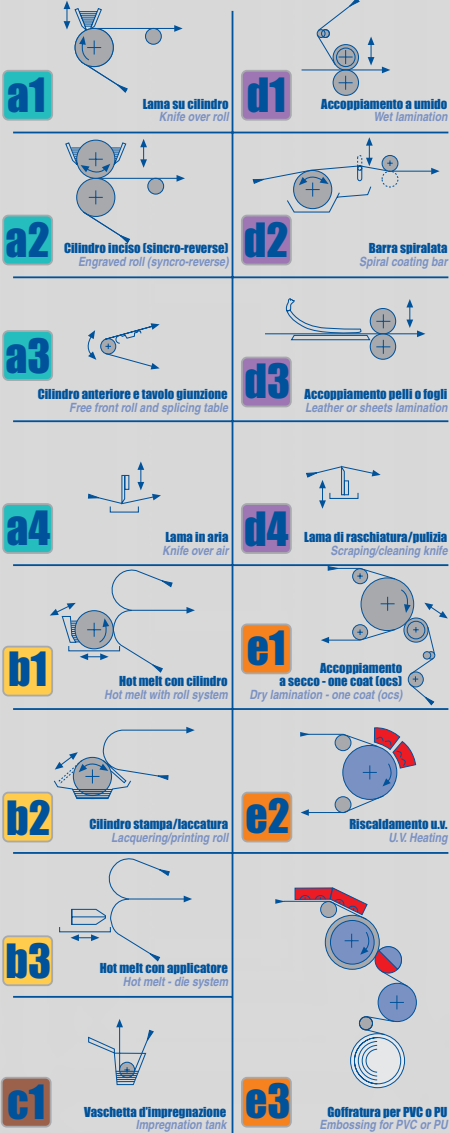 a1
Lama su cilindro
Knife over roll
a2
Cilindro inciso (sincro-reverse)
Engraved roll (syncro-reverse)
a3
Cilindro anteriore e tavolo giunzione
Free front roll and splicing table
a4
Lama in aria
Knife over air
b1
Hot melt con cilindro
Hot melt with roll system
b2
Cilindro stampa/laccatura
Lacquering/printing roll
b3
Hot melt con applicatore
Hot melt - die system
c1
Vaschetta d'impregnazione
Impregnation tank
d1
Accoppiamento a umido
Wet lamination
d2
Barra spiralata
Spiral coating bar
d3
Accoppiamento pelli o fogli
Leather or sheets lamination
d4
Lama di raschiatura/pulizia
Scraping/cleaning knife
e1
Accoppiamento
a secco - one coat (ocs)
Dry lamination - one coat (ocs)
e2
Riscaldamento u.v.
U.V. Heating
e3
Goffratura per PVC o PU
Embossing for PVC or PU